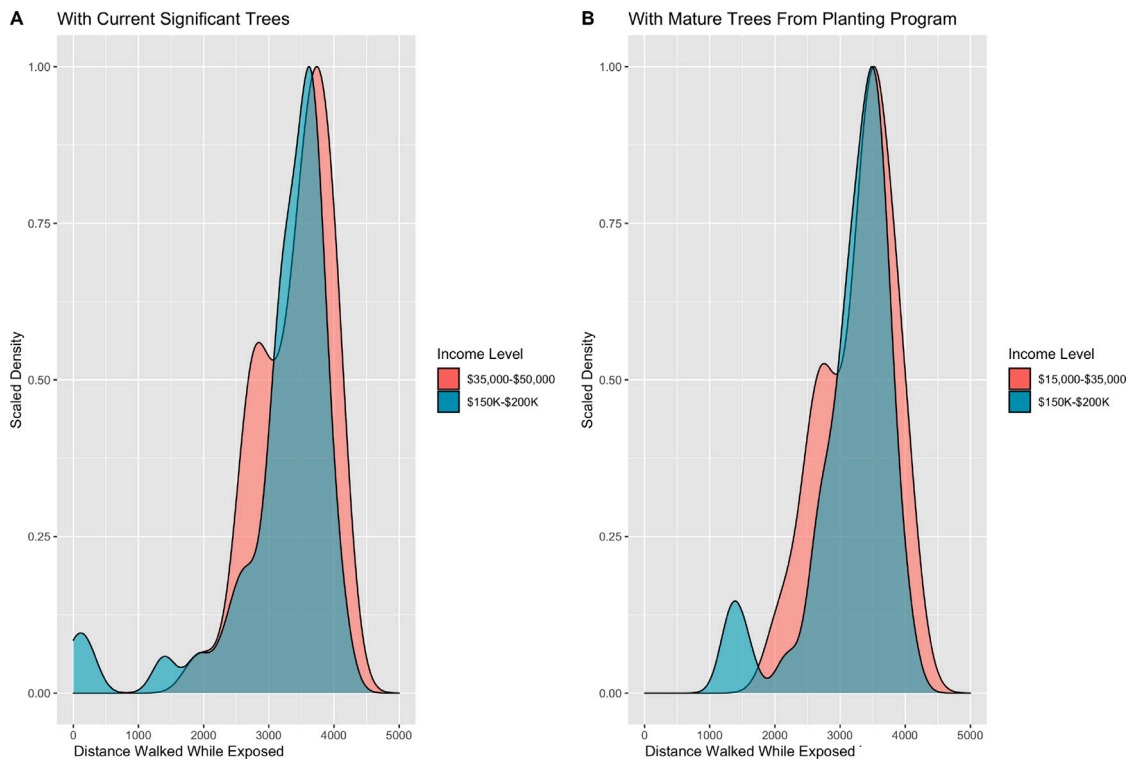 A With Current Significant Trees
1.00
0.75
0.50
0.25
0.00
Scaled Density
0 1000 2000 3000 4000 5000
Distance Walked While Exposed
Income Level
$35,000-$50,000
$150K-$200K
B With Mature Trees From Planting Program
1.00
0.75
0.50
0.25
0.00
Scaled Density
0 1000 2000 3000 4000 5000
Distance Walked While Exposed
Income Level
$15,000-$35,000
$150K-$200K